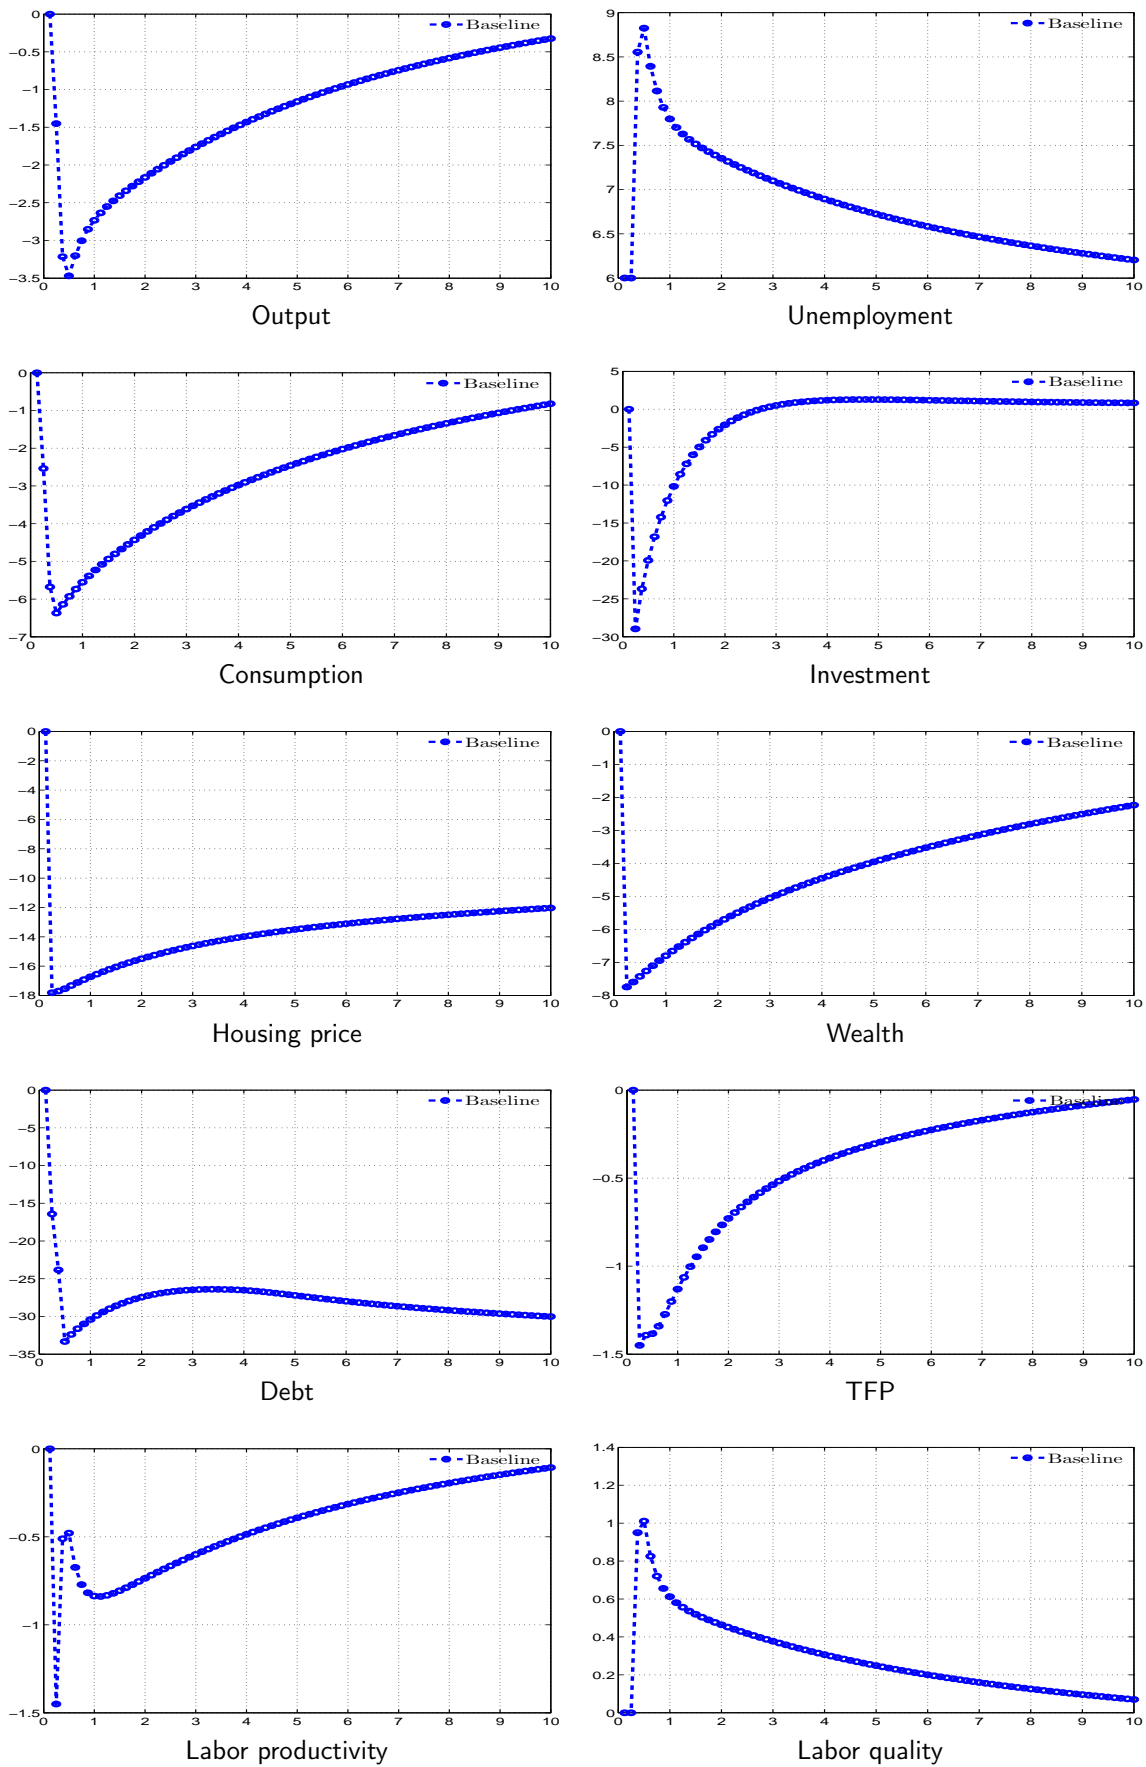 Baseline
0
−0.5
−1
−1.5
−2
−2.5
−3
−3.5
0 1 2 3 4 5 6 7 8 9 10
Output
Baseline
9
8.5
8
7.5
7
6.5
6
0 1 2 3 4 5 6 7 8 9 10
Unemployment
Baseline
0
−1
−2
−3
−4
−5
−6
−7
0 1 2 3 4 5 6 7 8 9 10
Consumption
Baseline
5
0
−5
−10
−15
−20
−25
−30
0 1 2 3 4 5 6 7 8 9 10
Investment
Baseline
0
−2
−4
−6
−8
−10
−12
−14
−16
−18
0 1 2 3 4 5 6 7 8 9 10
Housing price
Baseline
0
−1
−2
−3
−4
−5
−6
−7
−8
0 1 2 3 4 5 6 7 8 9 10
Wealth
Baseline
0
−5
−10
−15
−20
−25
−30
−35
0 1 2 3 4 5 6 7 8 9 10
Debt
Baseline
0
−0.5
−1
−1.5
0 1 2 3 4 5 6 7 8 9 10
TFP
Baseline
0
−0.5
−1
−1.5
0 1 2 3 4 5 6 7 8 9 10
Labor productivity
Baseline
1.4
1.2
1
0.8
0.6
0.4
0.2
0
0 1 2 3 4 5 6 7 8 9 10
Labor quality